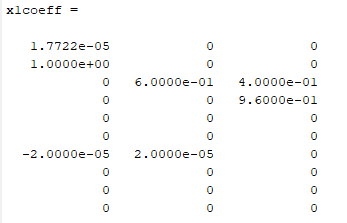 xlcoeff =
1.7722e-05 0 0
1.0000e+00 0 0
0 6.0000e-01 4.0000e-01
0 0 9.6000e-01
0 0 0
0 0 0
-2.0000e-05 2.0000e-05 0
0 0 0
0 0 0
0 0 0